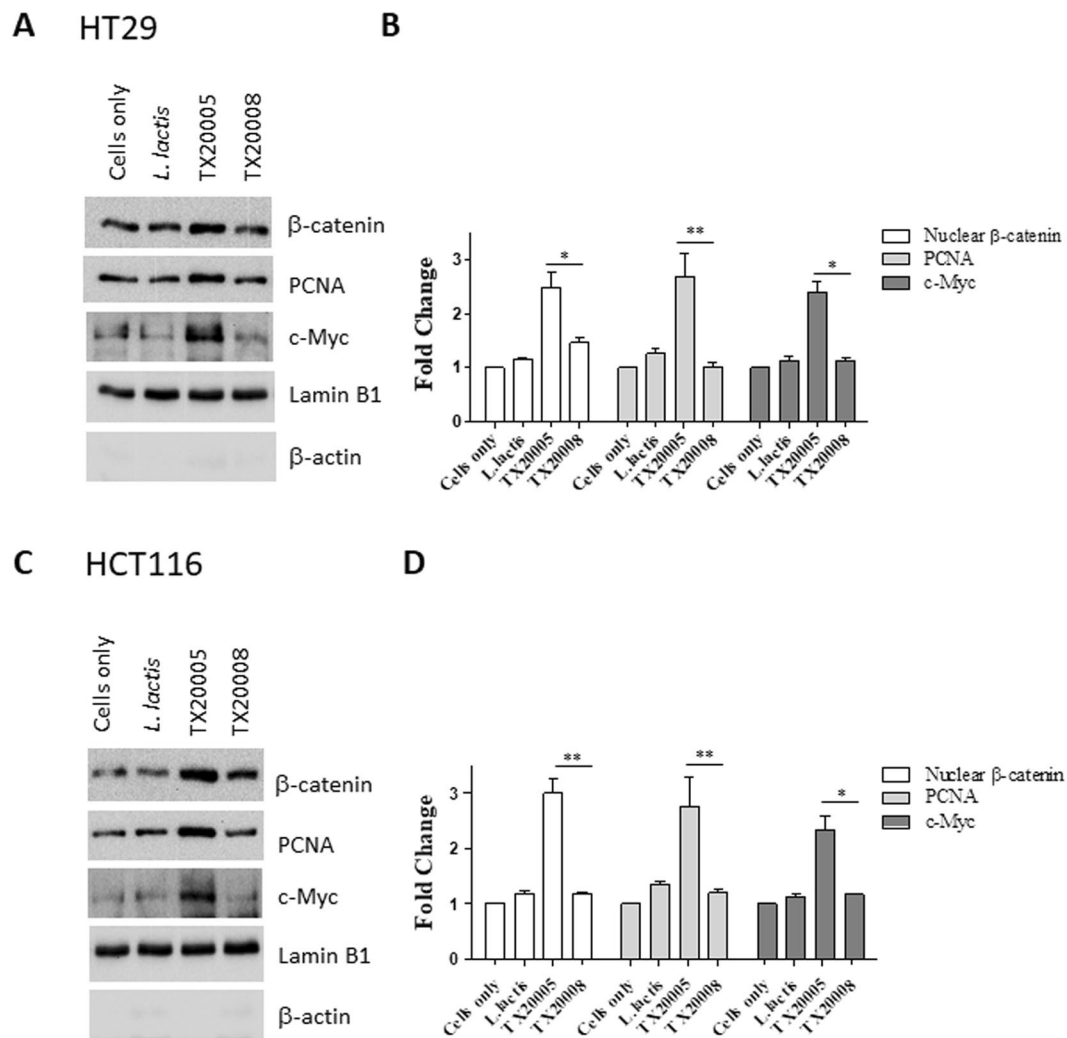 A HT29
B
Cells only
L. lactis
TX20005
TX20008
β-catenin
PCNA
c-Myc
Lamin B1
β-actin
Fold Change
3
2
1
0
*
**
*
Nuclear β-catenin
PCNA
c-Myc
Cells only
L.lactis
TX20005
TX20008
Cells only
L.lactis
TX20005
TX20008
Cells only
L.lactis
TX20005
TX20008
C HCT116
D
Cells only
L. lactis
TX20005
TX20008
β-catenin
PCNA
c-Myc
Lamin B1
β-actin
Fold Change
3
2
1
0
**
**
*
Nuclear β-catenin
PCNA
c-Myc
Cells only
L.lactis
TX20005
TX20008
Cells only
L.lactis
TX20005
TX20008
Cells only
L.lactis
TX20005
TX20008